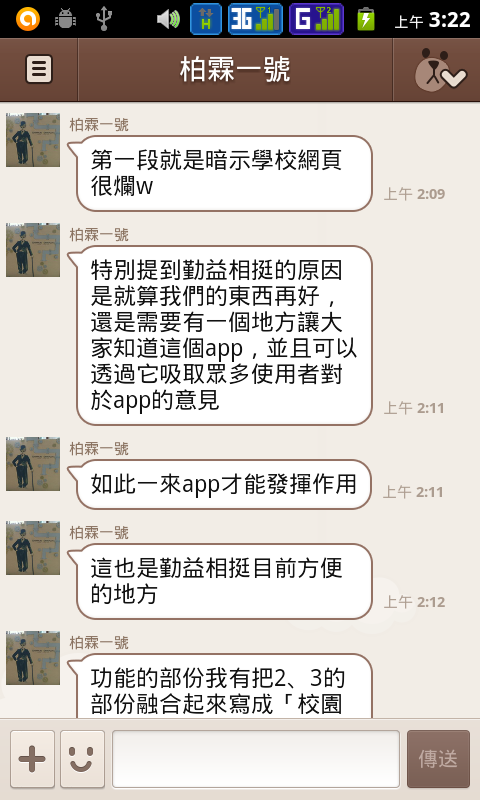 H
3G 1
G 2
上午 3:22
柏霖一號
柏霖一號
第一段就是暗示學校網頁
很爛w
上午 2:09
柏霖一號
特別提到勤益相挺的原因
是就算我們的東西再好，
還是需要有一個地方讓大
家知道這個app，並且可以
透過它吸取眾多使用者對
於app的意見
上午 2:11
柏霖一號
如此一來app才能發揮作用
上午 2:11
柏霖一號
這也是勤益相挺目前方便
的地方
上午 2:12
柏霖一號
功能的部份我有把2、3的
部份融合起來寫成「校園
傳送